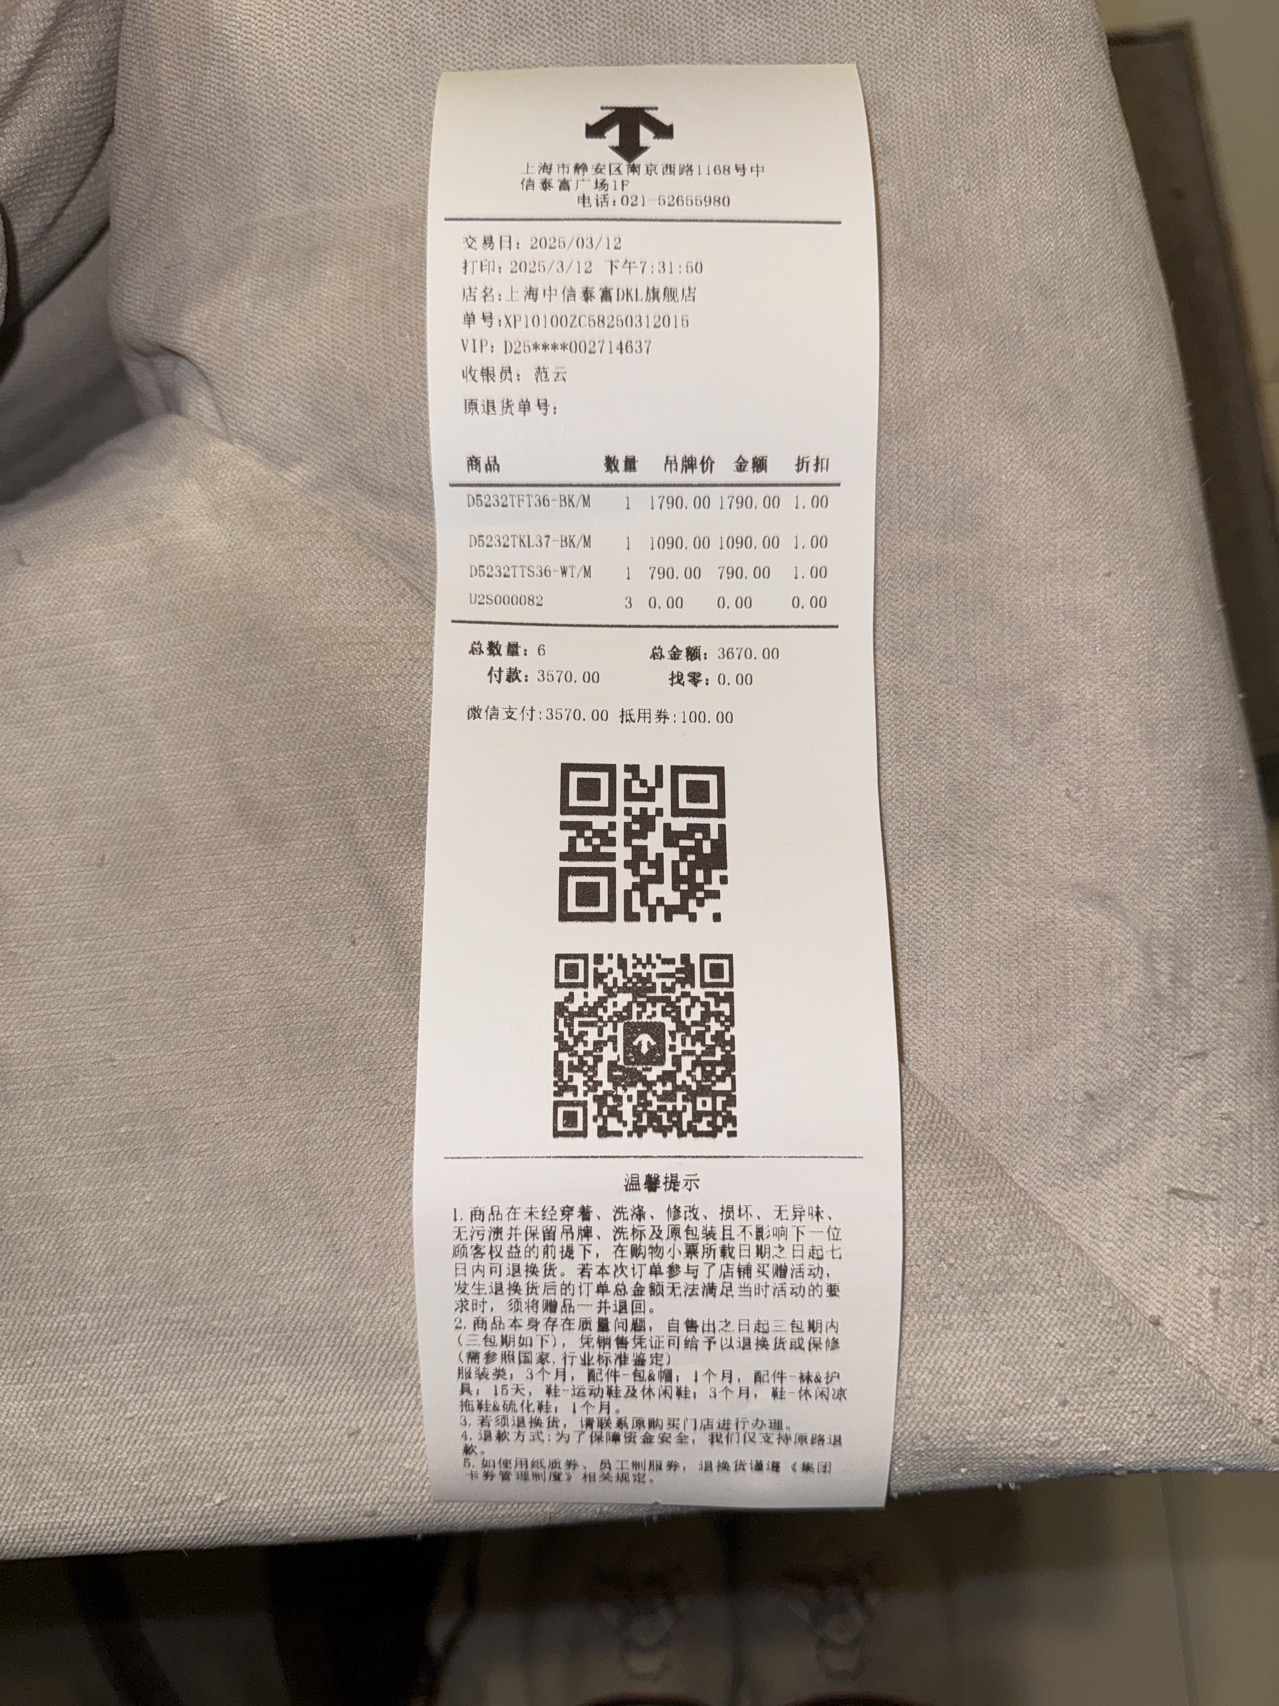 上海市静安区南京西路1168号中
信泰富广场1F
电话:021-52655980
交易日: 2025/03/12
打印: 2025/3/12 下午7:31:50
店名:上海中信泰富DKL旗舰店
单号:XP10100ZC58250312015
VIP: D25****002714637
收银员: 范云
原退货单号:
商品 数量 吊牌价 金额 折扣
D5232TFT36-BK/M 1 1790.00 1790.00 1.00
D5232TKL37-BK/M 1 1090.00 1090.00 1.00
D5232TTS36-WT/M 1 790.00 790.00 1.00
U2S000082 3 0.00 0.00 0.00
总数量: 6 总金额: 3670.00
付款: 3570.00 找零: 0.00
微信支付:3570.00 抵用券:100.00
温馨提示
1. 商品在未经穿着、洗涤、修改、损坏、无异味、
无污渍并保留吊牌、洗标及原包装且不影响下一位
顾客权益的前提下, 在购物小票所载日期之日起七
日内可退换货。若本次订单参与了店铺买赠活动,
发生退换货后的订单总金额无法满足当时活动的要
求时, 须将赠品一并退回。
2. 商品本身存在质量问题, 自售出之日起三包期内
(三包期如下), 凭销售凭证可给予以退换货或保修
(需参照国家, 行业标准鉴定)
服装类: 3个月, 配件-包&帽: 1个月, 配件-袜&护
具: 15天, 鞋-运动鞋及休闲鞋: 3个月, 鞋-休闲凉
拖鞋&硫化鞋: 1个月。
3. 若须退换货, 请联系原购买门店进行办理。
4. 退款方式:为了保障资金安全, 我们仅支持原路退
款。
5. 如使用纸质券、员工制服券, 退换货谨遵《集团
卡券管理制度》相关规定。